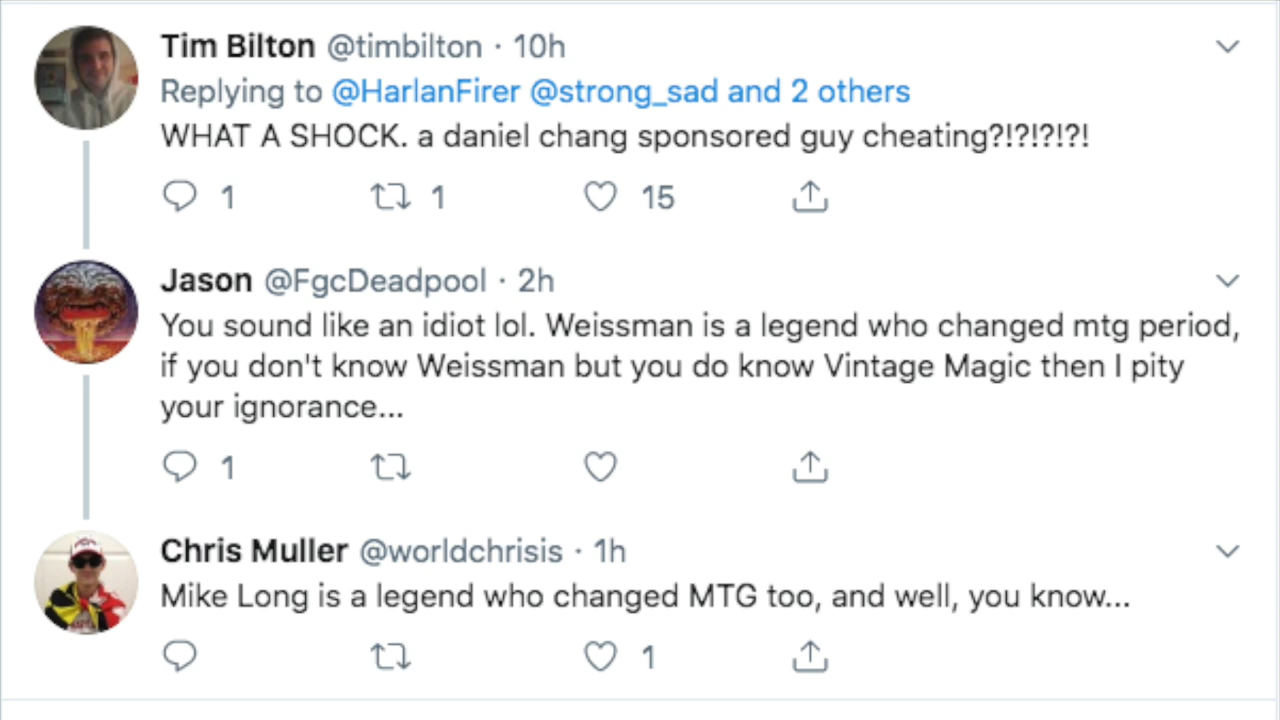 Tim Bilton @timbilton · 10h
Replying to @HarlanFirer @strong_sad and 2 others
WHAT A SHOCK. a daniel chang sponsored guy cheating?!?!?!?!
1 1 15
Jason @FgcDeadpool · 2h
You sound like an idiot lol. Weissman is a legend who changed mtg period,
if you don't know Weissman but you do know Vintage Magic then I pity
your ignorance...
1
Chris Muller @worldchrisis · 1h
Mike Long is a legend who changed MTG too, and well, you know...
1